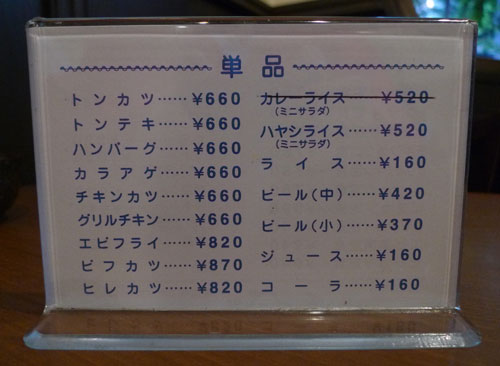 単品
トンカツ……¥660
トンテキ……¥660
ハンバーグ…¥660
カラアゲ……¥660
チキンカツ…¥660
グリルチキン…¥660
エビフライ…¥820
ビフカツ……¥870
ヒレカツ……¥820
カレーライス……¥520
(ミニサラダ)
ハヤシライス……¥520
(ミニサラダ)
ライス……¥160
ビール(中)……¥420
ビール(小)……¥370
ジュース……¥160
コーラ……¥160